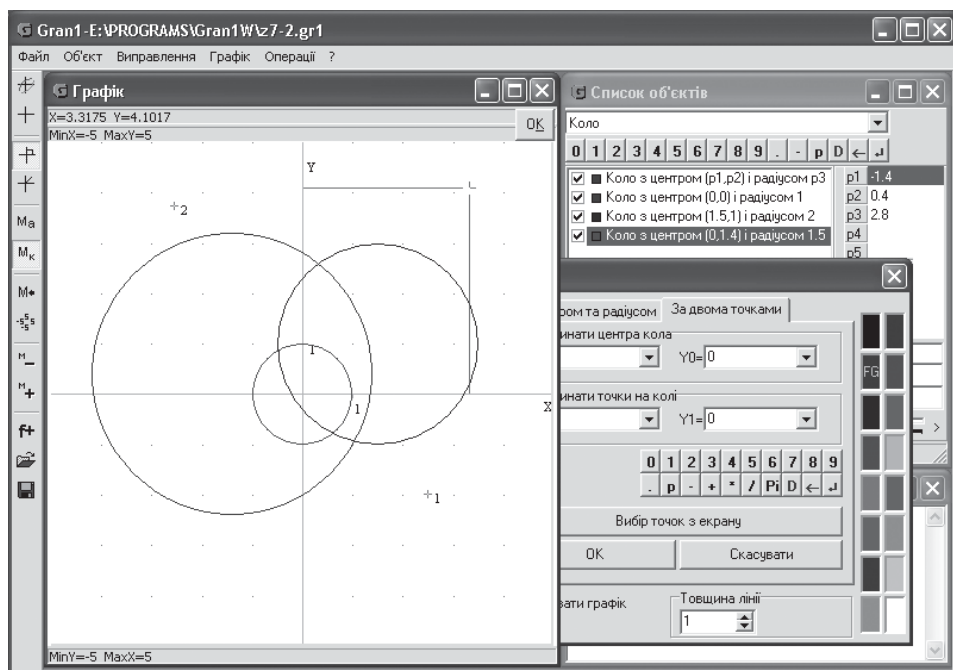 Gran1-E:\PROGRAMS\Gran1W\z7-2.gr1
Файл Об'єкт Виправлення Графік Операції ?
Графік
X=3.3175 Y=4.1017
MinX=-5 MaxY=5
OK
Y
2
1
1
X
1
MinY=-5 MaxX=5
Ma
Мк
Список об'єктів
Коло
0 1 2 3 4 5 6 7 8 9 . - p D ← ↵
Коло з центром (p1,p2) і радіусом p3
Коло з центром (0,0) і радіусом 1
Коло з центром (1.5,1) і радіусом 2
Коло з центром (0,1.4) і радіусом 1.5
p1 -1.4
p2 0.4
p3 2.8
p4
p5
ром та радіусом За двома точками
инати центра кола
Y0= 0
инати точки на колі
Y1= 0
0 1 2 3 4 5 6 7 8 9
. p - + * / Pi D ← ↵
Вибір точок з екрану
OK Скасувати
вати графік
Товщина лінії
1
FG